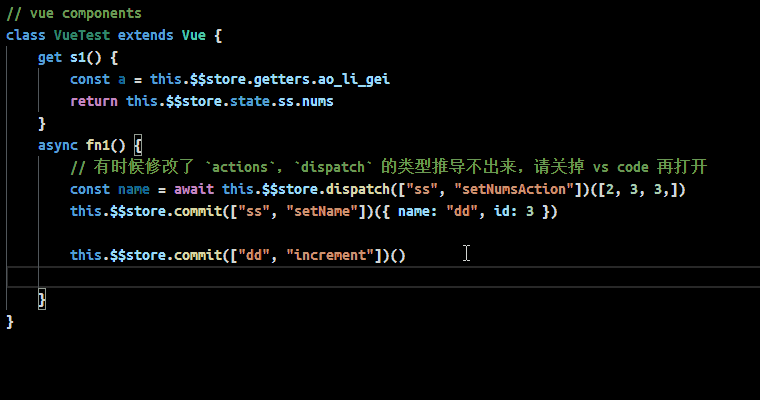 // vue components
class VueTest extends Vue {
get s1() {
const a = this.$$store.getters.ao_li_gei
return this.$$store.state.ss.nums
}
async fn1() {
// 有时候修改了 `actions`，`dispatch` 的类型推导不出来，请关掉 vs code 再打开
const name = await this.$$store.dispatch(["ss", "setNumsAction"])([2, 3, 3,])
this.$$store.commit(["ss", "setName"])({ name: "dd", id: 3 })
this.$$store.commit(["dd", "increment"])()
}
}